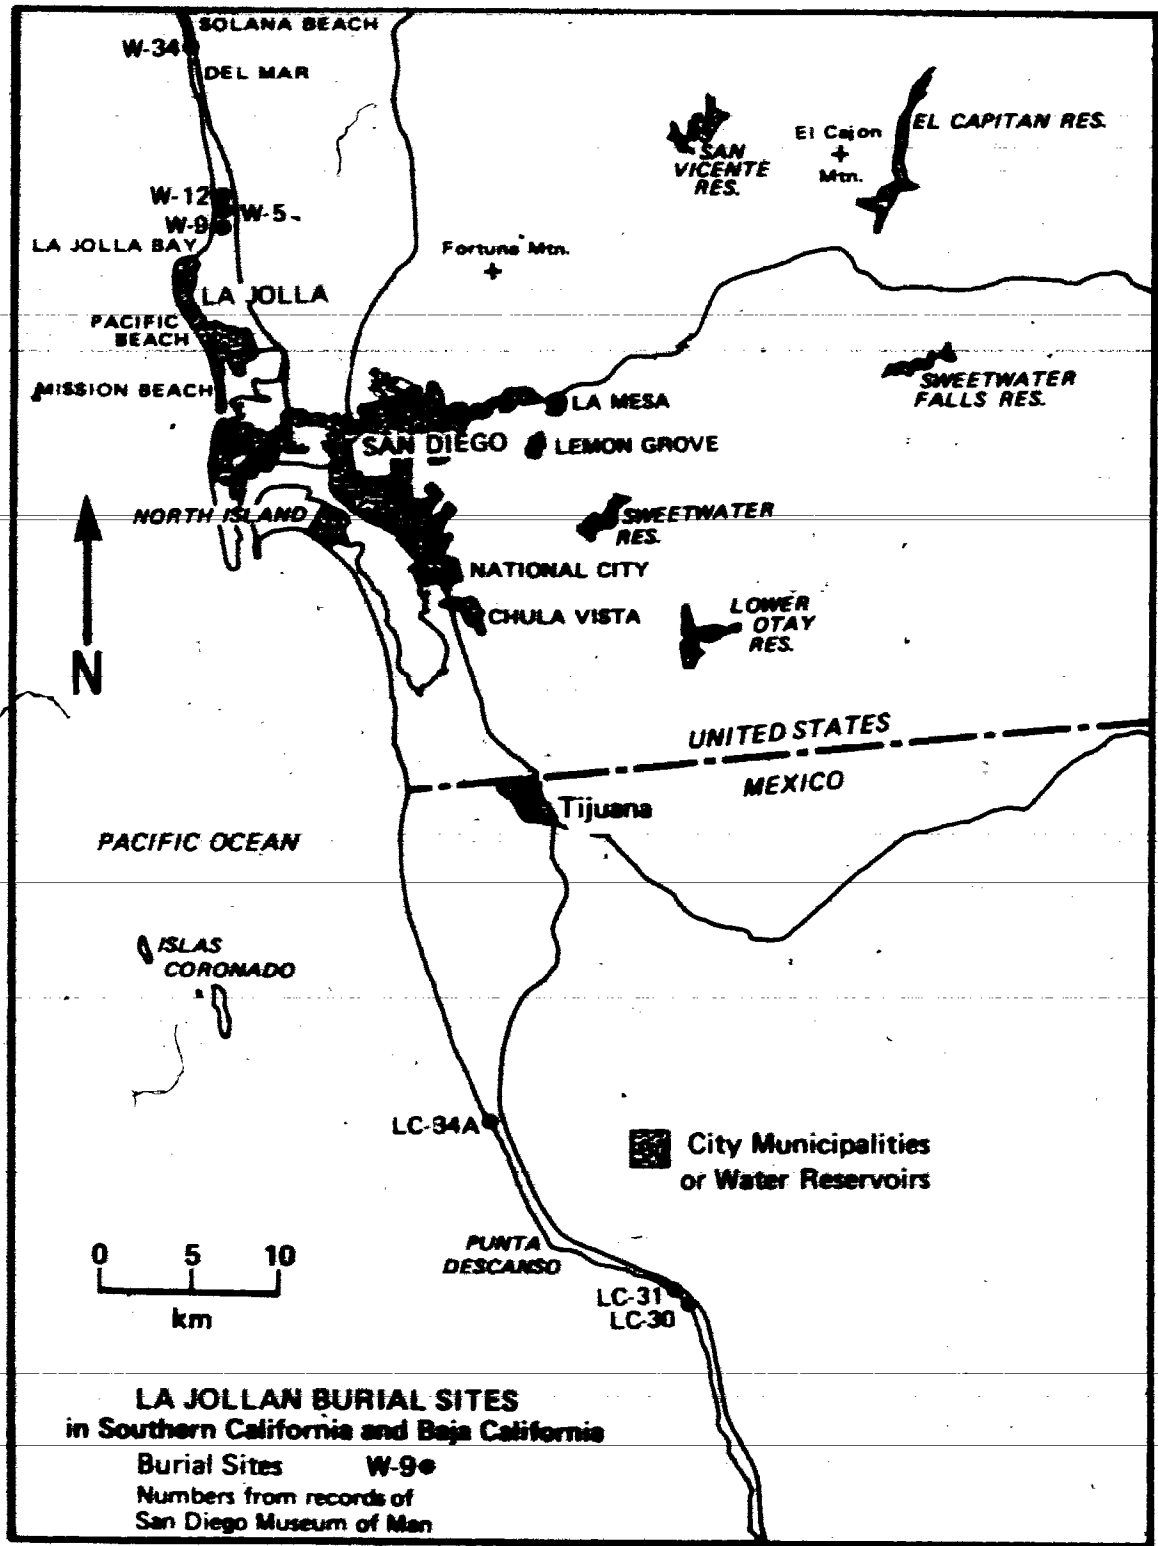 SOLANA BEACH
W-34
DEL MAR
EL CAPITAN RES.
El Cajon
Mtn.
SAN
VICENTE
RES.
W-12
W-5
W-9
LA JOLLA BAY
Fortuna Mtn.
LA JOLLA
PACIFIC
BEACH
MISSION BEACH
SWEETWATER
FALLS RES.
LA MESA
SAN DIEGO
LEMON GROVE
NORTH ISLAND
SWEETWATER
RES.
NATIONAL CITY
CHULA VISTA
LOWER
OTAY
RES.
N
UNITED STATES
MEXICO
Tijuana
PACIFIC OCEAN
ISLAS
CORONADO
LC-34A
City Municipalities
or Water Reservoirs
PUNTA
DESCANSO
0 5 10
km
LC-31
LC-30
LA JOLLAN BURIAL SITES
in Southern California and Baja California
Burial Sites W-9
Numbers from records of
San Diego Museum of Man